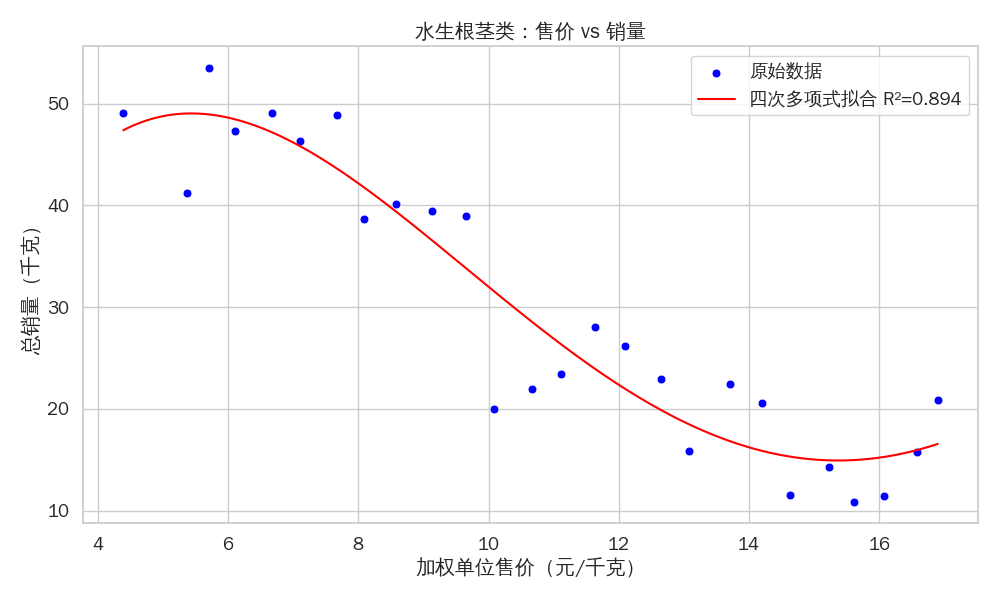 水生根茎类：售价 vs 销量
原始数据
四次多项式拟合 R²=0.894
总销量（千克）
50
40
30
20
10
4 6 8 10 12 14 16
加权单位售价（元/千克）